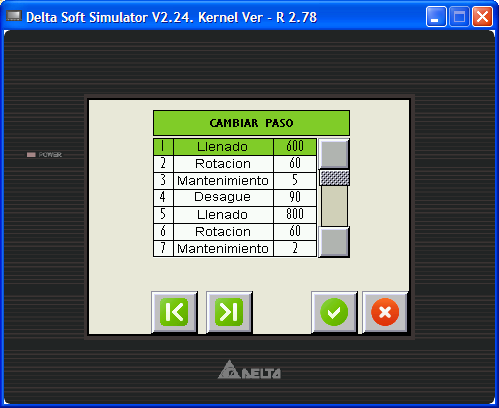 Delta Soft Simulator V2.24. Kernel Ver - R 2.78
POWER
CAMBIAR PASO
1 Llenado 600
2 Rotacion 60
3 Mantenimiento 5
4 Desague 90
5 Llenado 800
6 Rotacion 60
7 Mantenimiento 2
DELTA